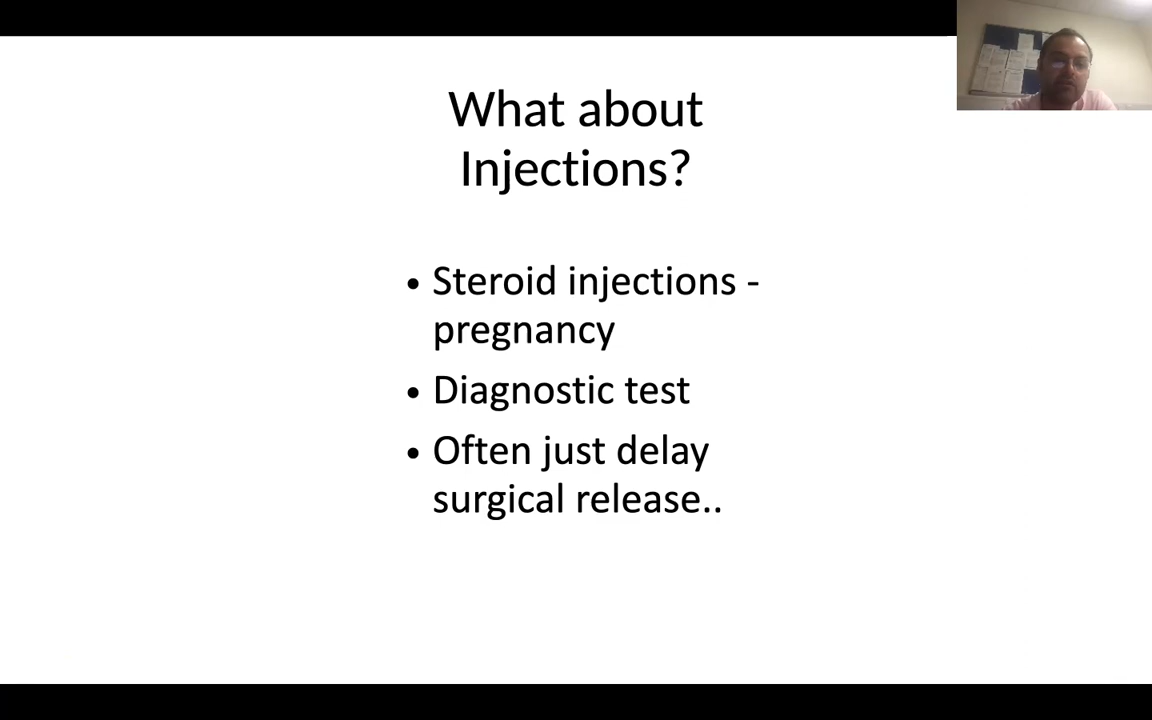 What about
Injections?
• Steroid injections -
pregnancy
• Diagnostic test
• Often just delay
surgical release..